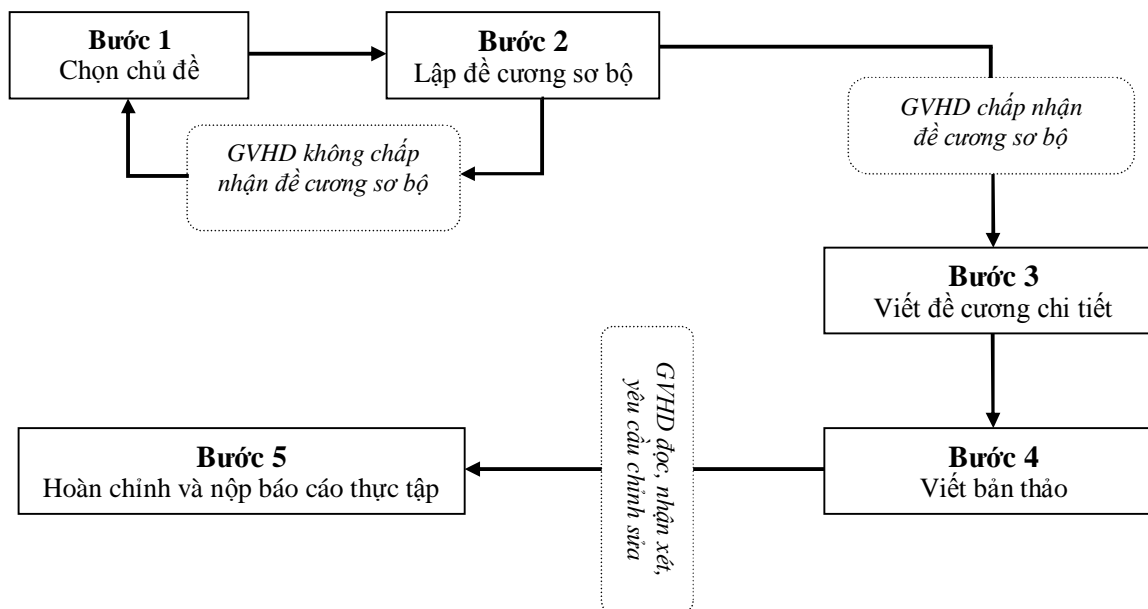 Bước 1
Chọn chủ đề
Bước 2
Lập đề cương sơ bộ
GVHD chấp nhận
đề cương sơ bộ
GVHD không chấp
nhận đề cương sơ bộ
Bước 3
Viết đề cương chi tiết
GVHD đọc, nhận xét,
yêu cầu chỉnh sửa
Bước 4
Viết bản thảo
Bước 5
Hoàn chỉnh và nộp báo cáo thực tập